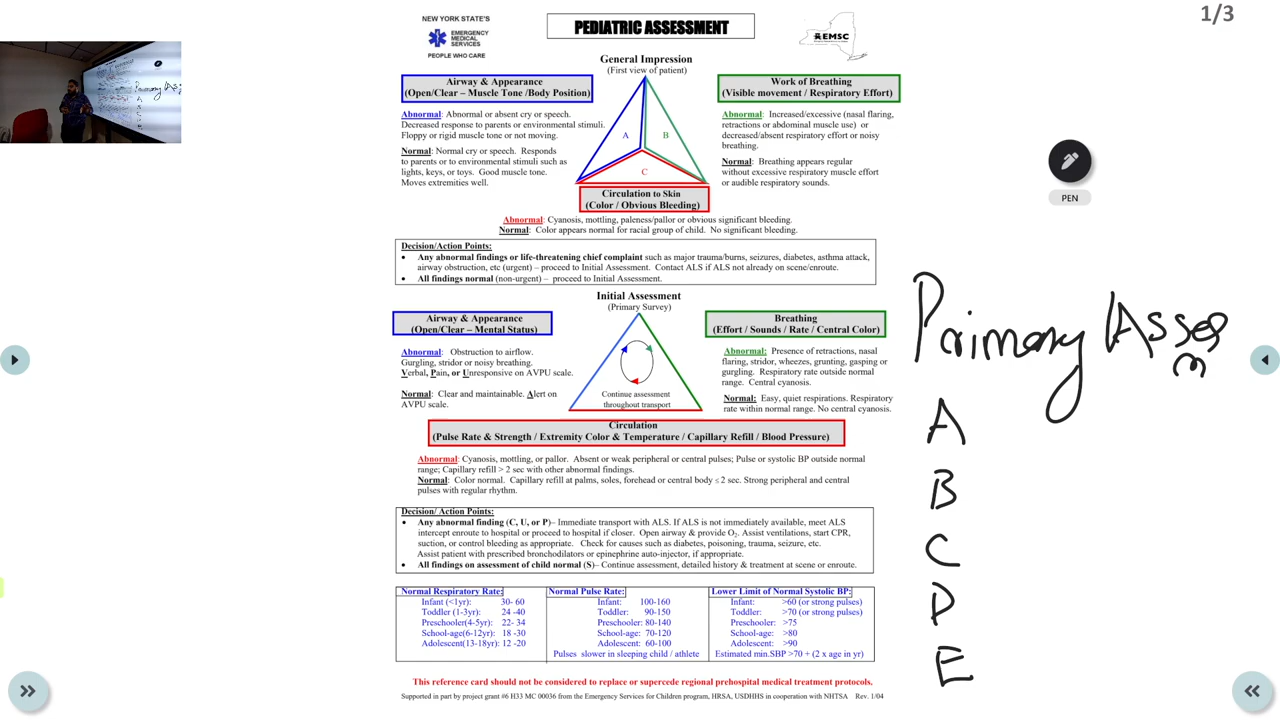 1/3
NEW YORK STATE'S
EMERGENCY
MEDICAL
SERVICES
PEOPLE WHO CARE
PEDIATRIC ASSESSMENT
REMSC
General Impression
(First view of patient)
Airway & Appearance
(Open/Clear – Muscle Tone /Body Position)
Abnormal: Abnormal or absent cry or speech.
Decreased response to parents or environmental stimuli.
Floppy or rigid muscle tone or not moving.
Normal: Normal cry or speech. Responds
to parents or to environmental stimuli such as
lights, keys, or toys. Good muscle tone.
Moves extremities well.
A
B
C
Work of Breathing
(Visible movement / Respiratory Effort)
Abnormal: Increased/excessive (nasal flaring,
retractions or abdominal muscle use) or
decreased/absent respiratory effort or noisy
breathing.
Normal: Breathing appears regular
without excessive respiratory muscle effort
or audible respiratory sounds.
Circulation to Skin
(Color / Obvious Bleeding)
Abnormal: Cyanosis, mottling, paleness/pallor or obvious significant bleeding.
Normal: Color appears normal for racial group of child. No significant bleeding.
Decision/Action Points:
• Any abnormal findings or life-threatening chief complaint such as major trauma/burns, seizures, diabetes, asthma attack,
airway obstruction, etc (urgent) – proceed to Initial Assessment. Contact ALS if ALS not already on scene/enroute.
• All findings normal (non-urgent) – proceed to Initial Assessment.
Initial Assessment
(Primary Survey)
Airway & Appearance
(Open/Clear – Mental Status)
Abnormal: Obstruction to airflow.
Gurgling, stridor or noisy breathing.
Verbal, Pain, or Unresponsive on AVPU scale.
Normal: Clear and maintainable. Alert on
AVPU scale.
Continue assessment
throughout transport
Breathing
(Effort / Sounds / Rate / Central Color)
Abnormal: Presence of retractions, nasal
flaring, stridor, wheezes, grunting, gasping or
gurgling. Respiratory rate outside normal
range. Central cyanosis.
Normal: Easy, quiet respirations. Respiratory
rate within normal range. No central cyanosis.
Circulation
(Pulse Rate & Strength / Extremity Color & Temperature / Capillary Refill / Blood Pressure)
Abnormal: Cyanosis, mottling, or pallor. Absent or weak peripheral or central pulses; Pulse or systolic BP outside normal
range; Capillary refill > 2 sec with other abnormal findings.
Normal: Color normal. Capillary refill at palms, soles, forehead or central body ≤ 2 sec. Strong peripheral and central
pulses with regular rhythm.
Decision/ Action Points:
• Any abnormal finding (C, U, or P)– Immediate transport with ALS. If ALS is not immediately available, meet ALS
intercept enroute to hospital or proceed to hospital if closer. Open airway & provide O2. Assist ventilations, start CPR,
suction, or control bleeding as appropriate. Check for causes such as diabetes, poisoning, trauma, seizure, etc.
Assist patient with prescribed bronchodilators or epinephrine auto-injector, if appropriate.
• All findings on assessment of child normal (S)– Continue assessment, detailed history & treatment at scene or enroute.
Normal Respiratory Rate:
Infant (<1yr): 30- 60
Toddler (1-3yr): 24 -40
Preschooler(4-5yr): 22- 34
School-age(6-12yr): 18 -30
Adolescent(13-18yr): 12 -20
Normal Pulse Rate:
Infant: 100-160
Toddler: 90-150
Preschooler: 80-140
School-age: 70-120
Adolescent: 60-100
Pulses slower in sleeping child / athlete
Lower Limit of Normal Systolic BP:
Infant: >60 (or strong pulses)
Toddler: >70 (or strong pulses)
Preschooler: >75
School-age: >80
Adolescent: >90
Estimated min.SBP >70 + (2 x age in yr)
This reference card should not be considered to replace or supercede regional prehospital medical treatment protocols.
Supported in part by project grant #6 H33 MC 00036 from the Emergency Services for Children program, HRSA, USDHHS in cooperation with NHTSA Rev. 1/04
PEN
Primary Asses
A
B
C
D
E